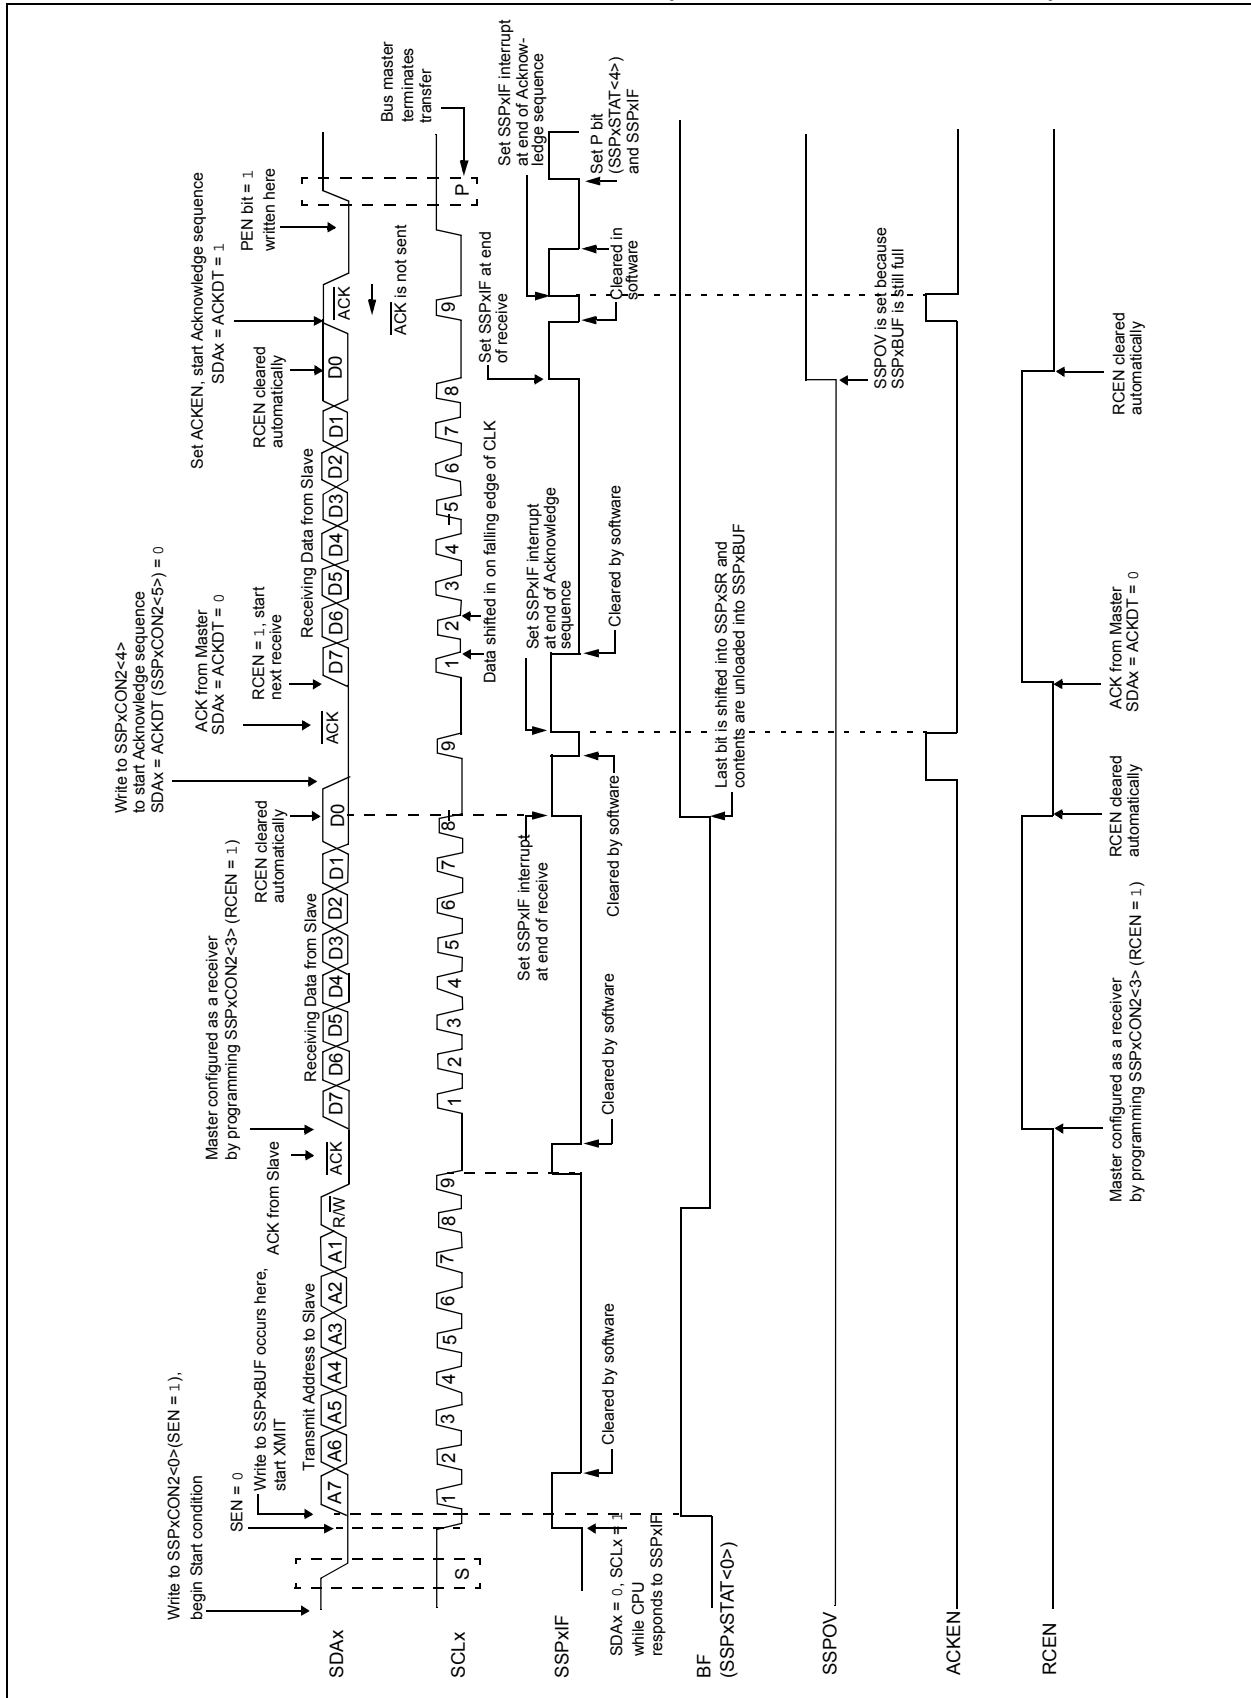 Write to SSPxCON2<0>(SEN = 1),
begin Start condition
SEN = 0
Write to SSPxBUF occurs here,
start XMIT
ACK from Slave
Master configured as a receiver
by programming SSPxCON2<3> (RCEN = 1)
RCEN cleared
automatically
Write to SSPxCON2<4>
to start Acknowledge sequence
SDAx = ACKDT (SSPxCON2<5>) = 0
ACK from Master
SDAx = ACKDT = 0
RCEN = 1, start
next receive
RCEN cleared
automatically
Set ACKEN, start Acknowledge sequence
SDAx = ACKDT = 1
PEN bit = 1
written here
Transmit Address to Slave
Receiving Data from Slave
Receiving Data from Slave
SDAx
A7 A6 A5 A4 A3 A2 A1 R/W ACK D7 D6 D5 D4 D3 D2 D1 D0 ACK D7 D6 D5 D4 D3 D2 D1 D0 ACK
ACK is not sent
Bus master
terminates
transfer
SCLx
S 1 2 3 4 5 6 7 8 9 1 2 3 4 5 6 7 8 9 1 2 3 4 5 6 7 8 9 P
Data shifted in on falling edge of CLK
Set SSPxIF interrupt
at end of receive
Set SSPxIF interrupt
at end of Acknowledge
sequence
Set SSPxIF at end
of receive
Set SSPxIF interrupt
at end of Acknow-
ledge sequence
SSPxIF
SDAx = 0, SCLx = 1
while CPU
responds to SSPxIF
Cleared by software
Cleared by software
Cleared by software
Cleared by software
Cleared in
software
Set P bit
(SSPxSTAT<4>)
and SSPxIF
BF
(SSPxSTAT<0>)
Last bit is shifted into SSPxSR and
contents are unloaded into SSPxBUF
SSPOV
SSPOV is set because
SSPxBUF is still full
ACKEN
RCEN
Master configured as a receiver
by programming SSPxCON2<3> (RCEN = 1)
RCEN cleared
automatically
ACK from Master
SDAx = ACKDT = 0
RCEN cleared
automatically